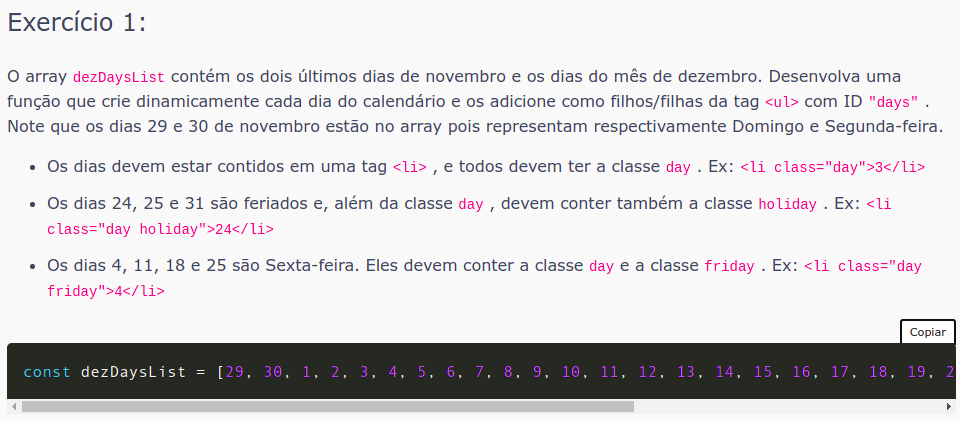 Exercício 1:
O array dezDaysList contém os dois últimos dias de novembro e os dias do mês de dezembro. Desenvolva uma
função que crie dinamicamente cada dia do calendário e os adicione como filhos/filhas da tag <ul> com ID "days" .
Note que os dias 29 e 30 de novembro estão no array pois representam respectivamente Domingo e Segunda-feira.
• Os dias devem estar contidos em uma tag <li> , e todos devem ter a classe day . Ex: <li class="day">3</li>
• Os dias 24, 25 e 31 são feriados e, além da classe day , devem conter também a classe holiday . Ex: <li
class="day holiday">24</li>
• Os dias 4, 11, 18 e 25 são Sexta-feira. Eles devem conter a classe day e a classe friday . Ex: <li class="day
friday">4</li>
Copiar
const dezDaysList = [29, 30, 1, 2, 3, 4, 5, 6, 7, 8, 9, 10, 11, 12, 13, 14, 15, 16, 17, 18, 19, 2